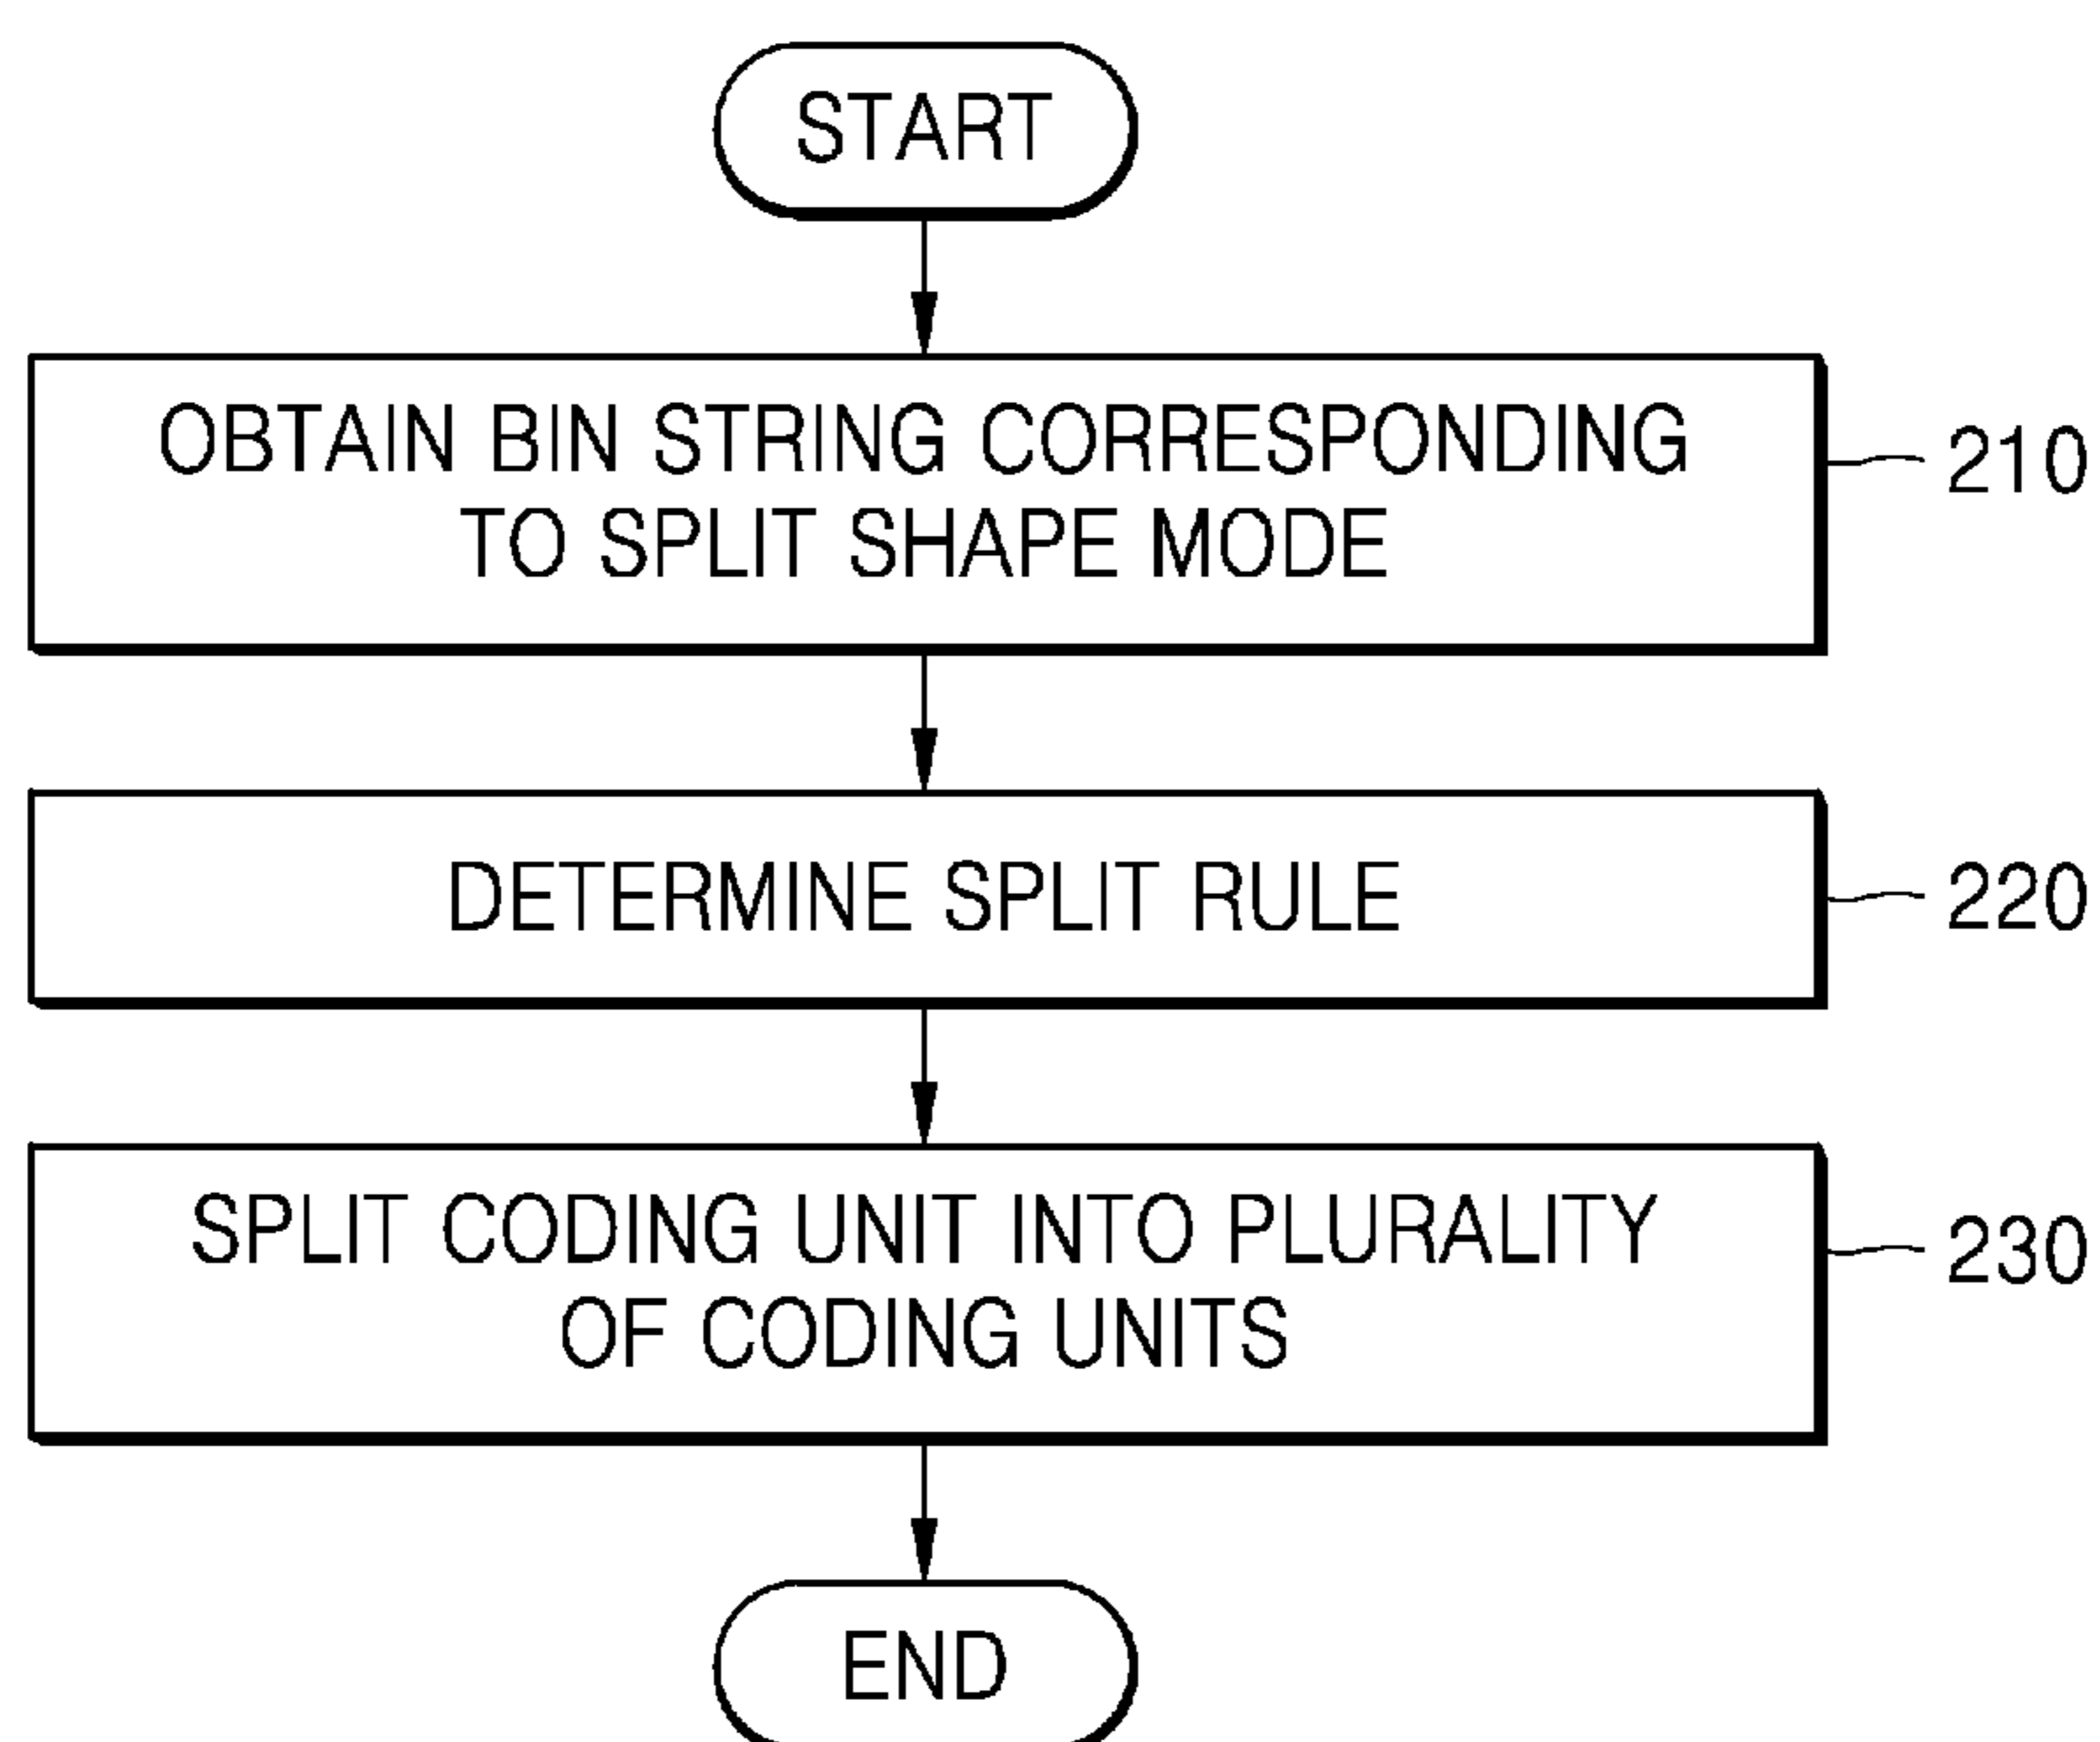 START
OBTAIN BIN STRING CORRESPONDING
TO SPLIT SHAPE MODE
210
DETERMINE SPLIT RULE
220
SPLIT CODING UNIT INTO PLURALITY
OF CODING UNITS
230
END